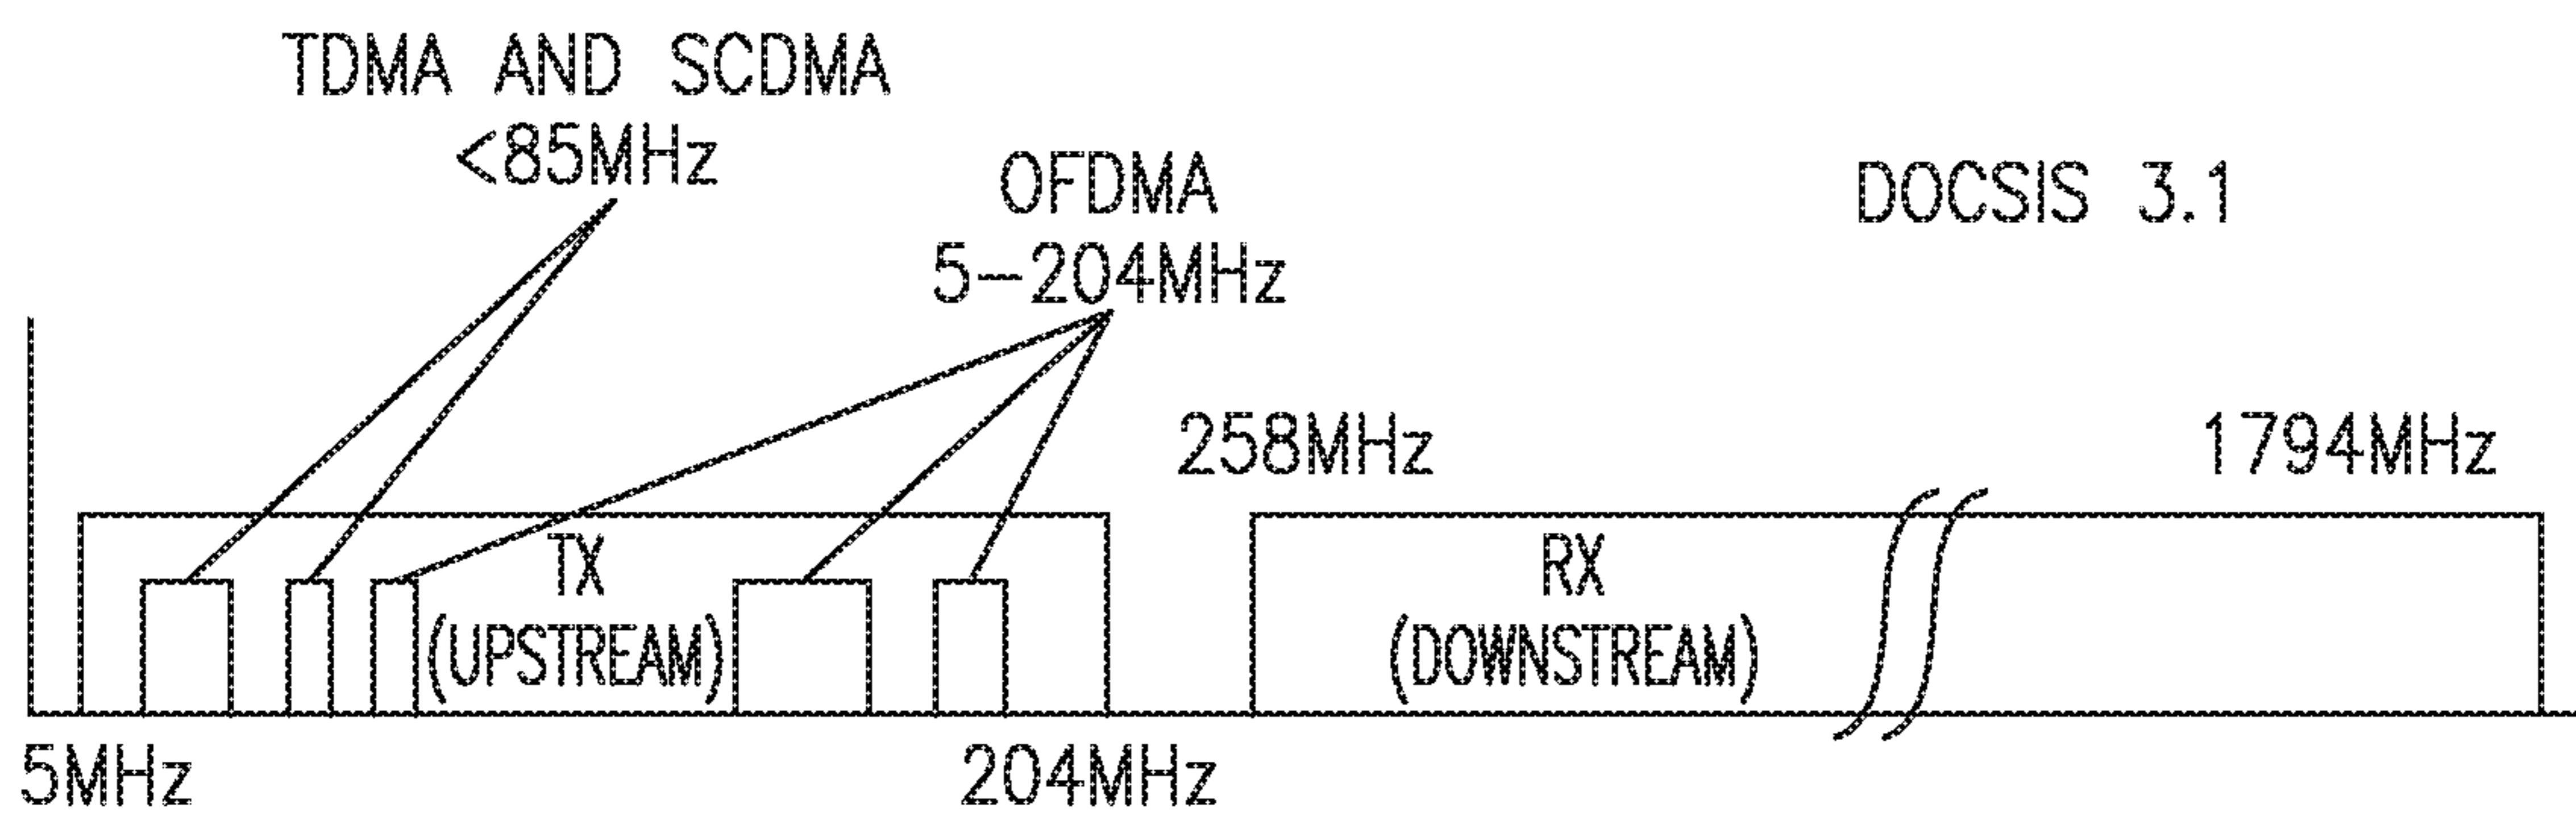 TDMA AND SCDMA
<85MHz
OFDMA
5-204MHz
DOCSIS 3.1
258MHz
1794MHz
TX
(UPSTREAM)
RX
(DOWNSTREAM)
5MHz
204MHz